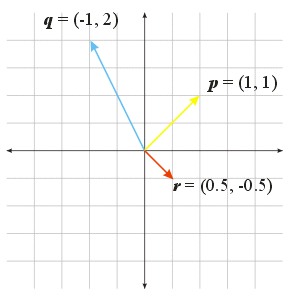 q = (-1, 2)
p = (1, 1)
r = (0.5, -0.5)